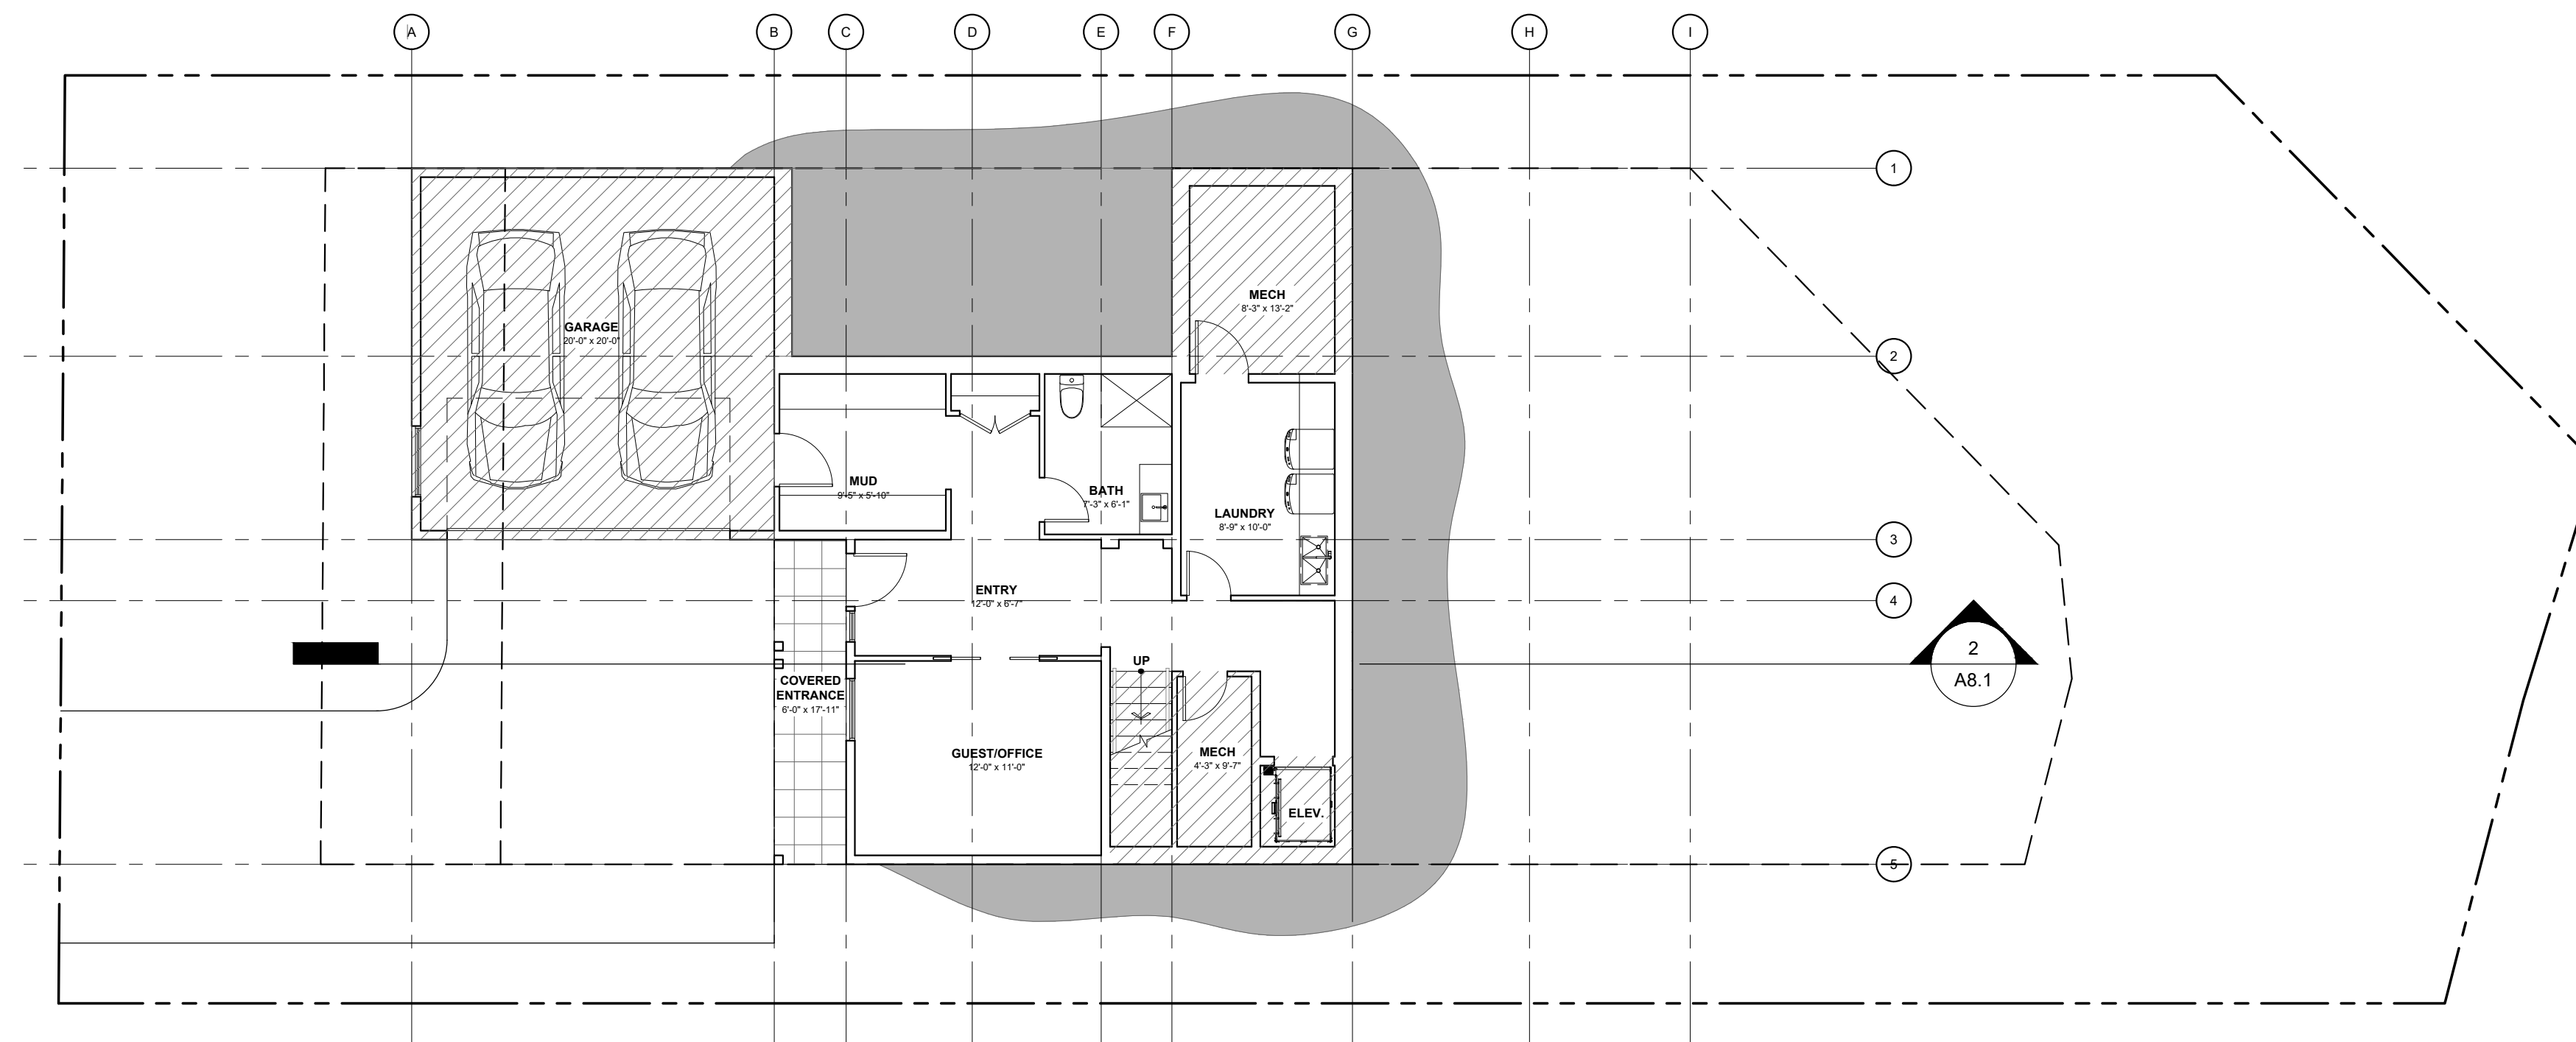 A
B
C
D
E
F
G
H
I
1
2
3
4
5
MECH
8'-3" x 13'-2"
GARAGE
20'-0" x 20'-0"
MUD
9'-5" x 5'-10"
BATH
7'-3" x 6'-1"
LAUNDRY
8'-9" x 10'-0"
ENTRY
12'-0" x 6'-7"
UP
COVERED
ENTRANCE
6'-0" x 17'-11"
GUEST/OFFICE
12'-0" x 11'-0"
MECH
4'-3" x 9'-7"
ELEV.
2
A8.1